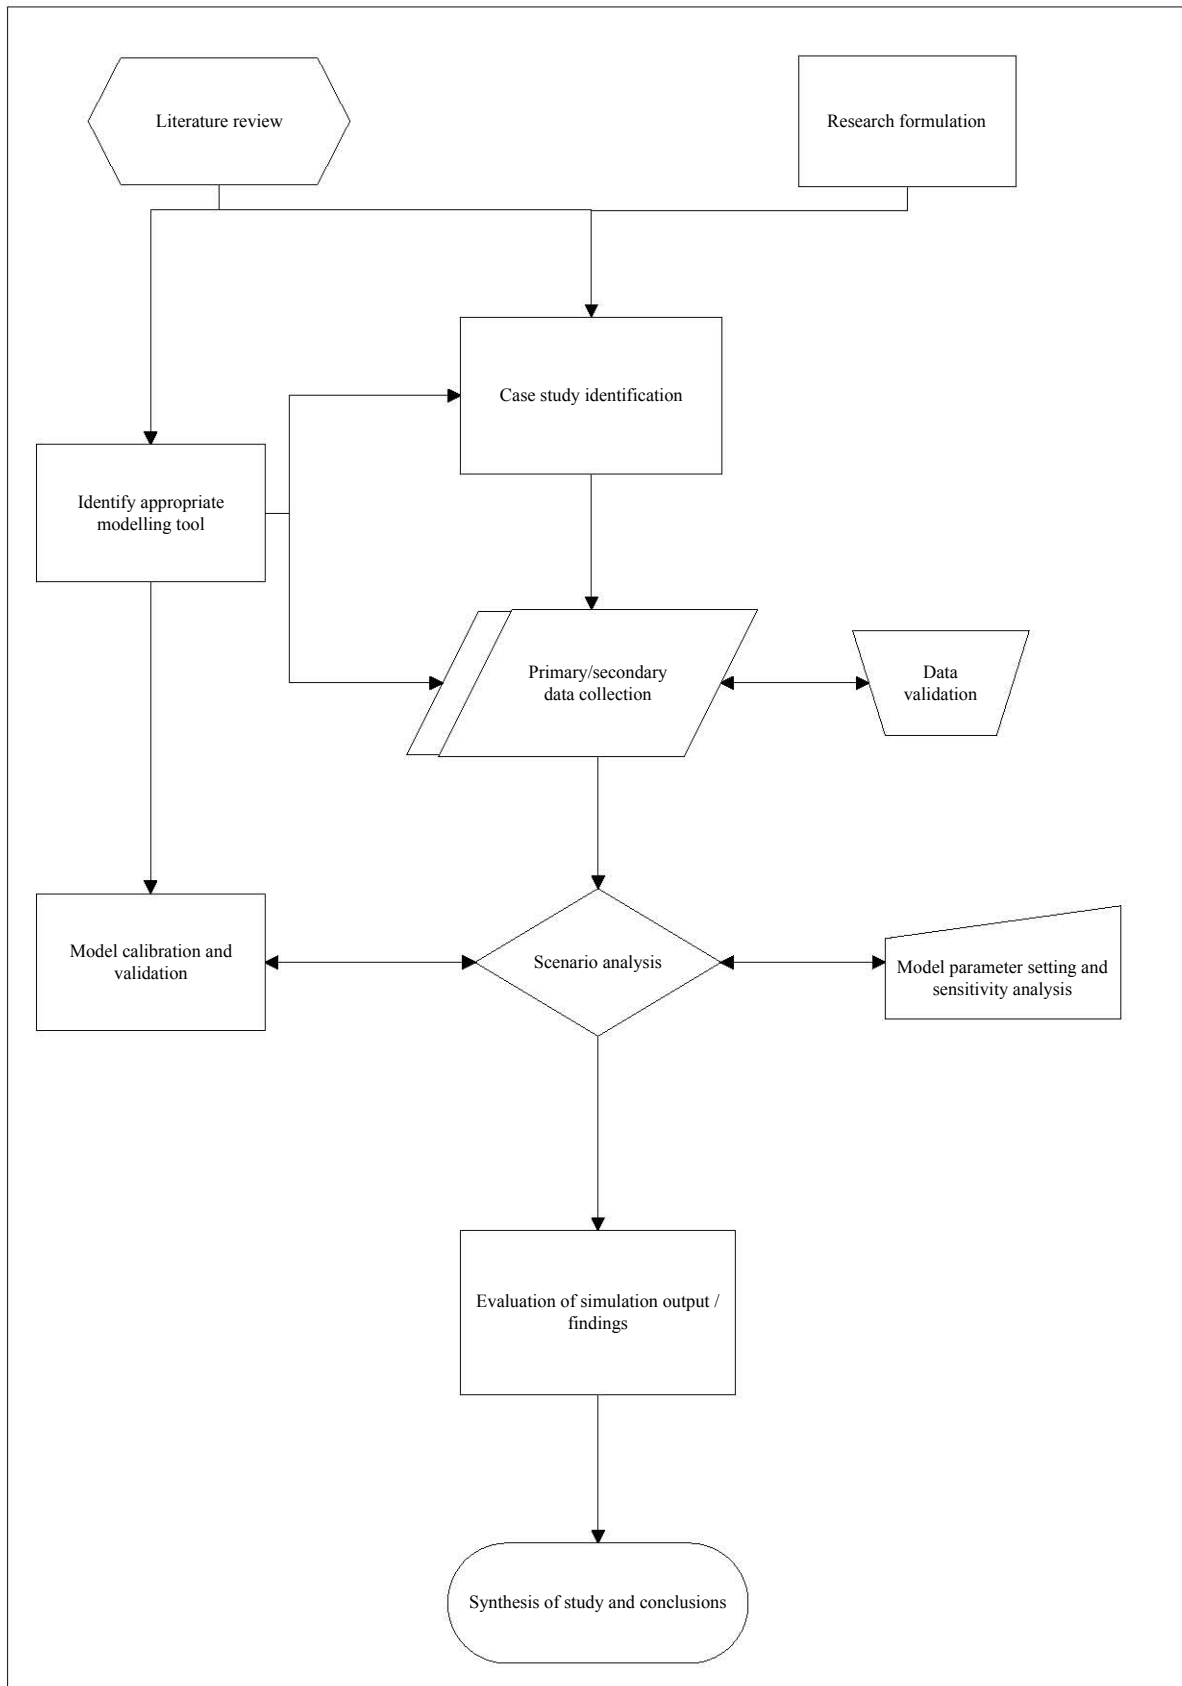 Literature review
Research formulation
Case study identification
Identify appropriate
modelling tool
Primary/secondary
data collection
Data
validation
Model calibration and
validation
Scenario analysis
Model parameter setting and
sensitivity analysis
Evaluation of simulation output /
findings
Synthesis of study and conclusions